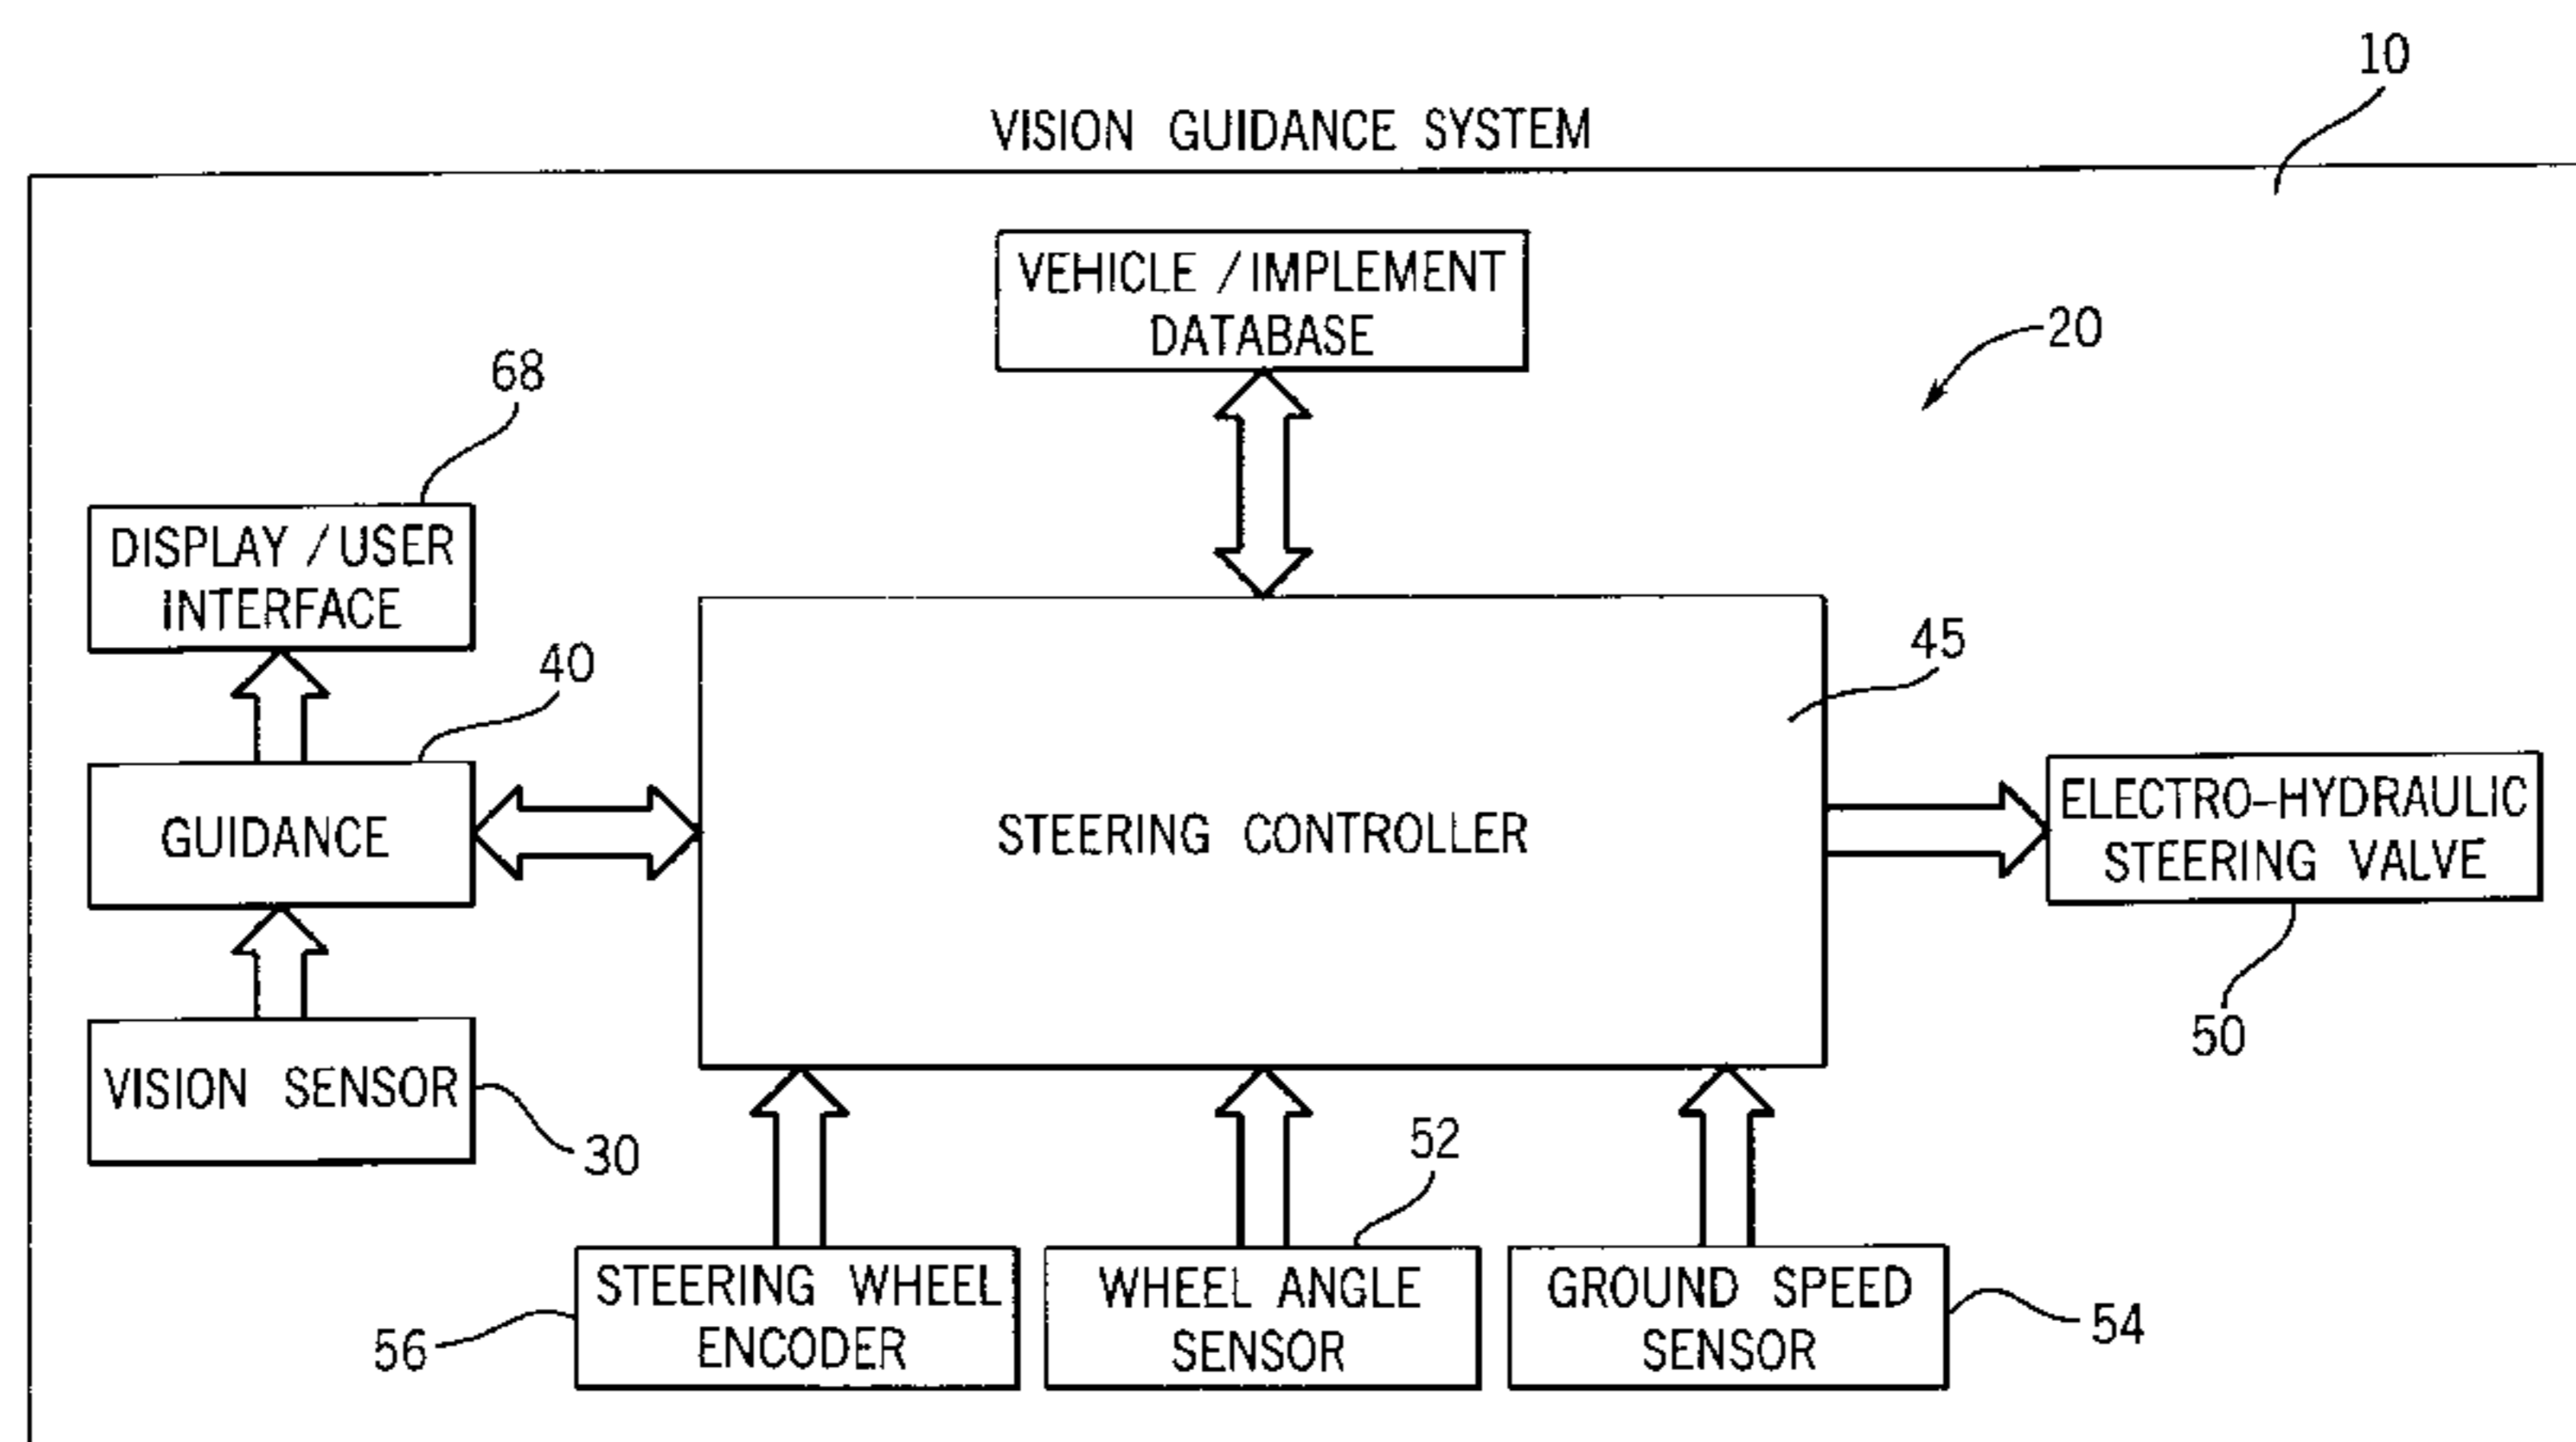 10
VISION GUIDANCE SYSTEM
VEHICLE / IMPLEMENT
DATABASE
20
68
DISPLAY / USER
INTERFACE
40
45
GUIDANCE
STEERING CONTROLLER
ELECTRO-HYDRAULIC
STEERING VALVE
50
VISION SENSOR
30
52
STEERING WHEEL
ENCODER
56
WHEEL ANGLE
SENSOR
GROUND SPEED
SENSOR
54